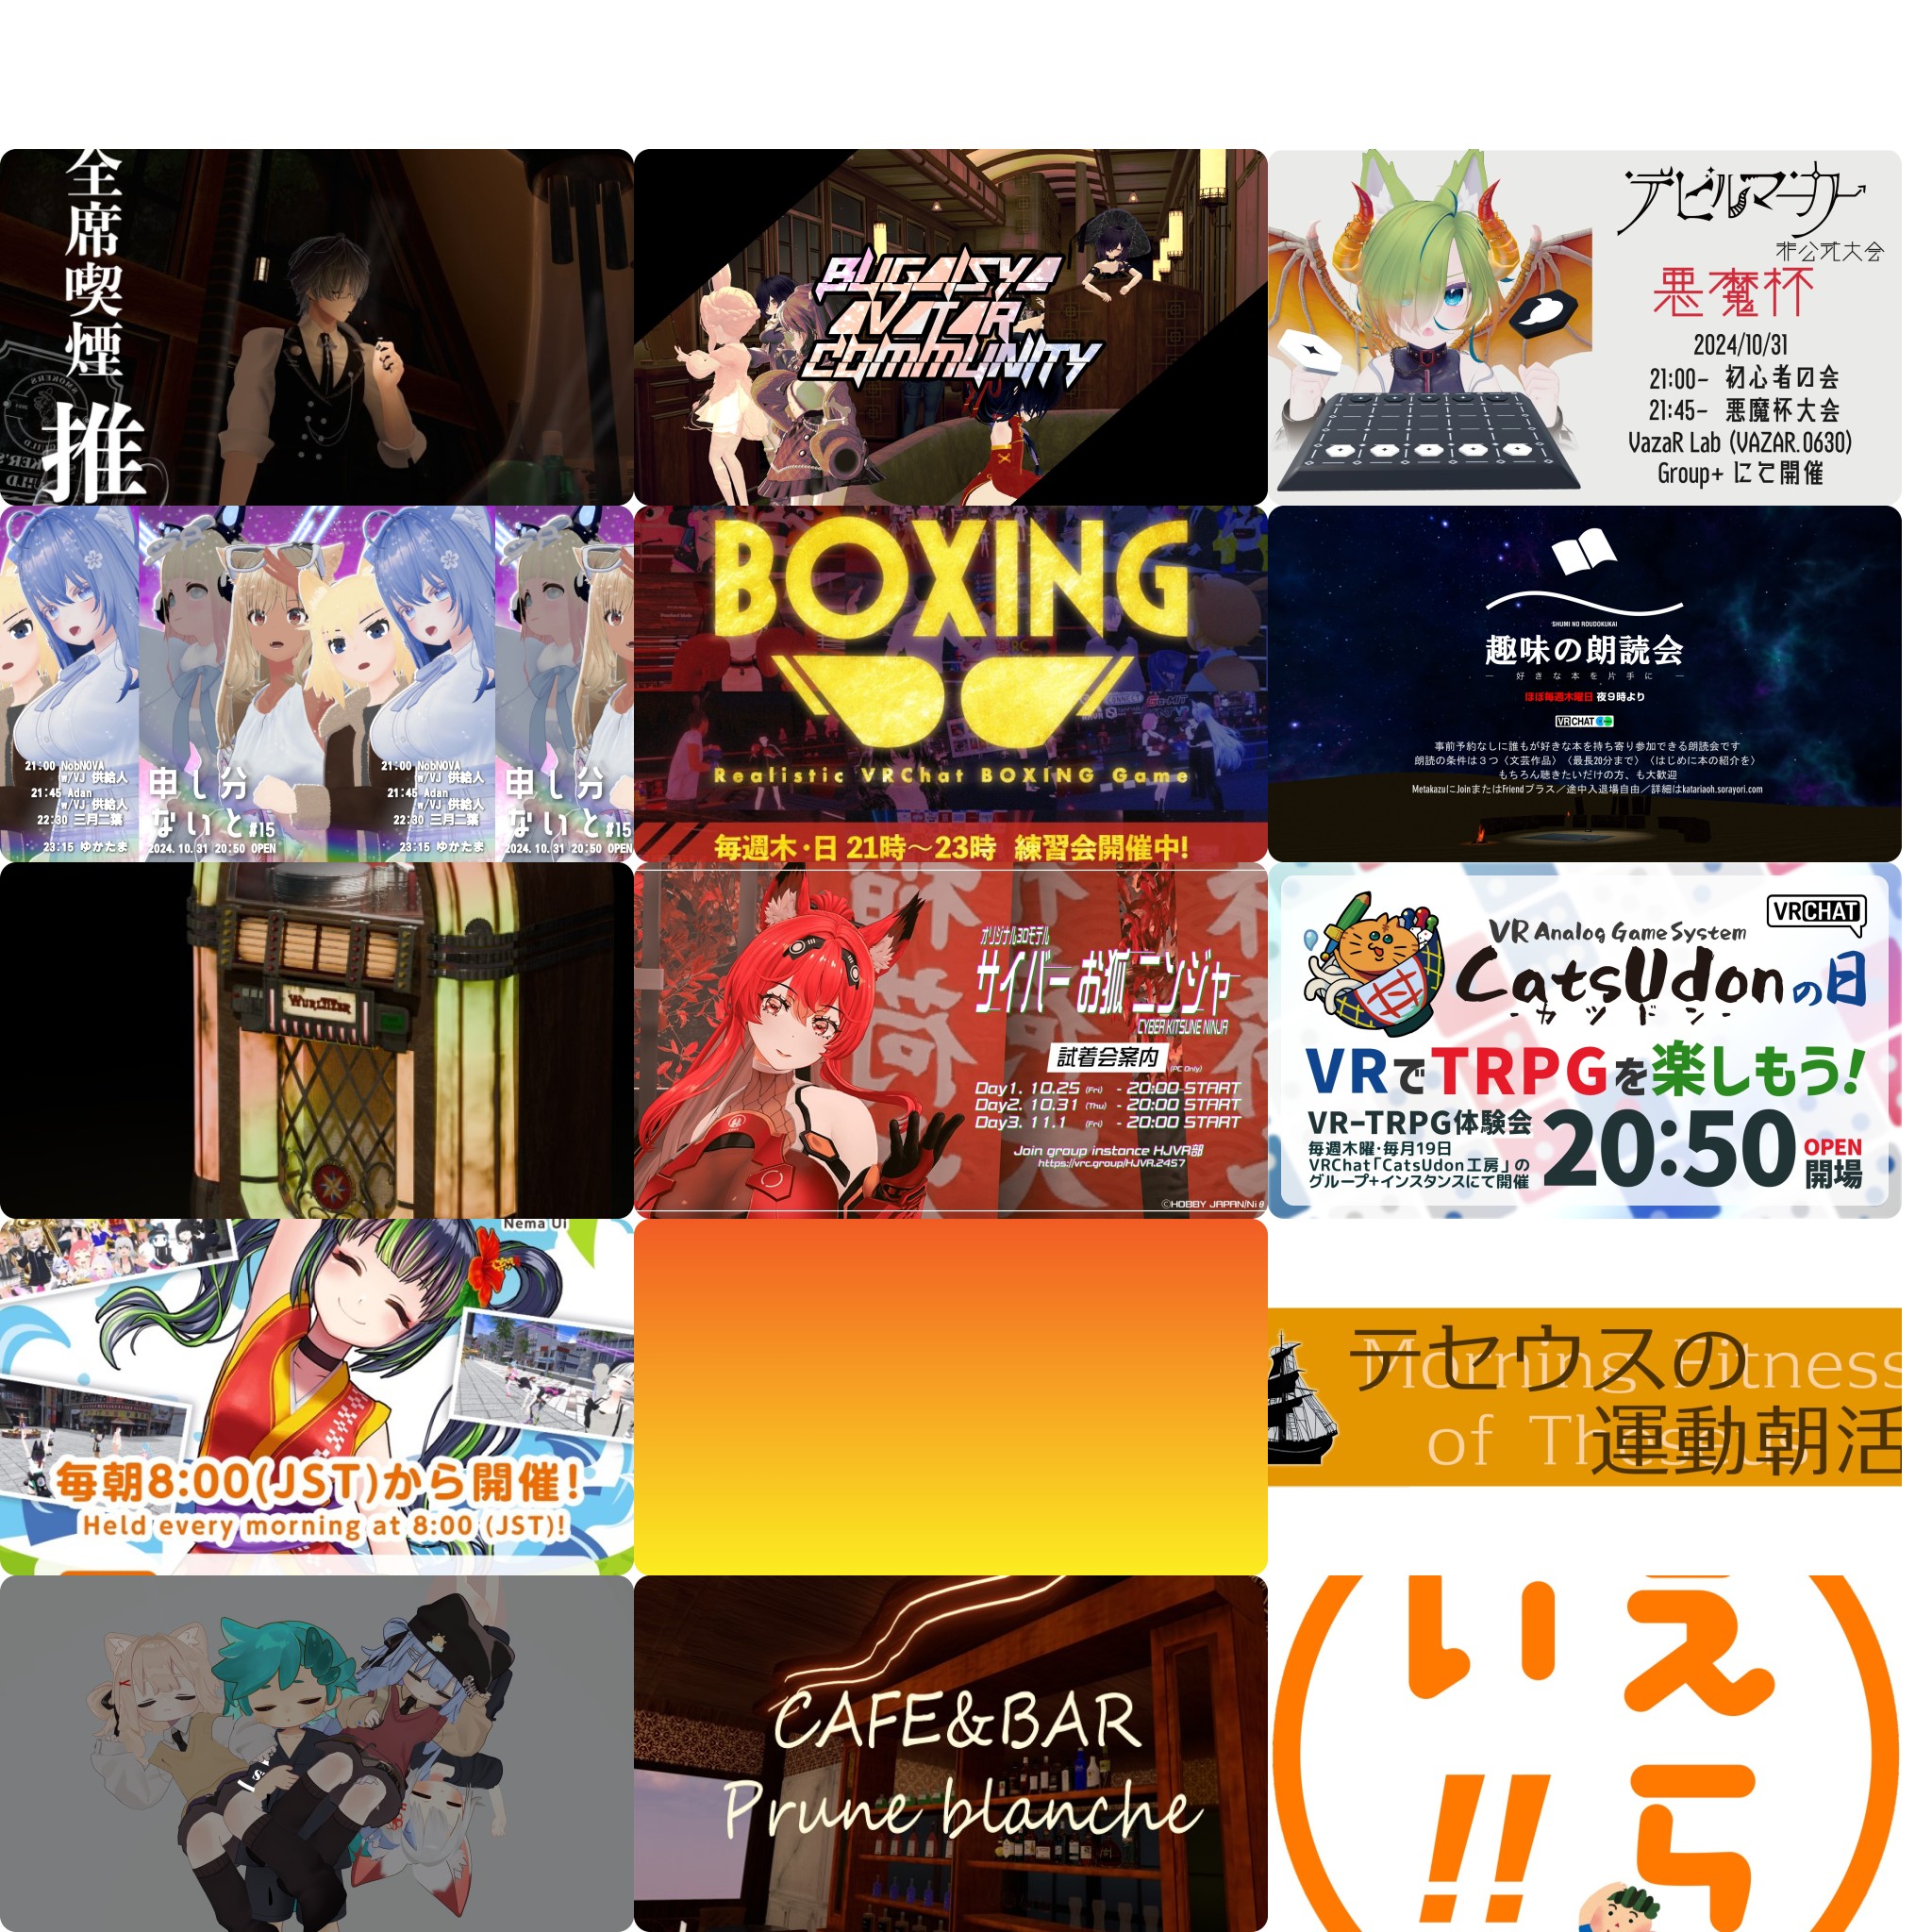 全席喫煙
推
BUGAISYA
AVATAR
COMMUNITY
デビルマーカー
非公式大会
悪魔杯
2024/10/31
21:00- 初心者の会
21:45- 悪魔杯大会
VazaR Lab (VAZAR.0630)
Group+ にて開催
21:00 NobNOVA
w/VJ 供給人
21:45 Adan
w/VJ 供給人
22:30 三月二葉
23:15 ゆかたま
申し分
ないと#15
2024.10.31 20:50 OPEN
21:00 NobNOVA
w/VJ 供給人
21:45 Adan
w/VJ 供給人
22:30 三月二葉
23:15 ゆかたま
申し分
ないと#15
2024.10.31 20:50 OPEN
BOXING
Realistic VRChat BOXING Game
毎週木・日 21時~23時 練習会開催中!
SHUMI NO ROUDOKUKAI
趣味の朗読会
― 好きな本を片手に ―
ほぼ毎週木曜日 夜9時より
VRCHAT
事前予約なしに誰もが好きな本を持ち寄り参加できる朗読会です
朗読の条件は3つ〈文芸作品〉〈最長20分まで〉〈はじめに本の紹介を〉
もちろん聴きたいだけの方、も大歓迎
MetakazuにJoinまたはFriendプラス/途中入退場自由/詳細はkatariaoh.sorayori.com
WURLITZER
オリジナル3Dモデル
サイバーお狐ニンジャ
CYBER KITSUNE NINJA
試着会案内 (PC Only)
Day1. 10.25 (Fri) - 20:00 START
Day2. 10.31 (Thu) - 20:00 START
Day3. 11.1 (Fri) - 20:00 START
Join group instance HJVR部
https://vrc.group/HJVR.2457
©HOBBY JAPAN/Niθ
VRCHAT
VR Analog Game System
CatsUdonの日
-カツドン-
VRでTRPGを楽しもう!
VR-TRPG体験会
毎週木曜・毎月19日
VRChat「CatsUdon工房」の
グループ+インスタンスにて開催
20:50
OPEN
開場
Nema Ui
毎朝8:00(JST)から開催!
Held every morning at 8:00 (JST)!
テセウスの
運動朝活
Morning Fitness
of Theseus
CAFE&BAR
Prune blanche
えら
い!!